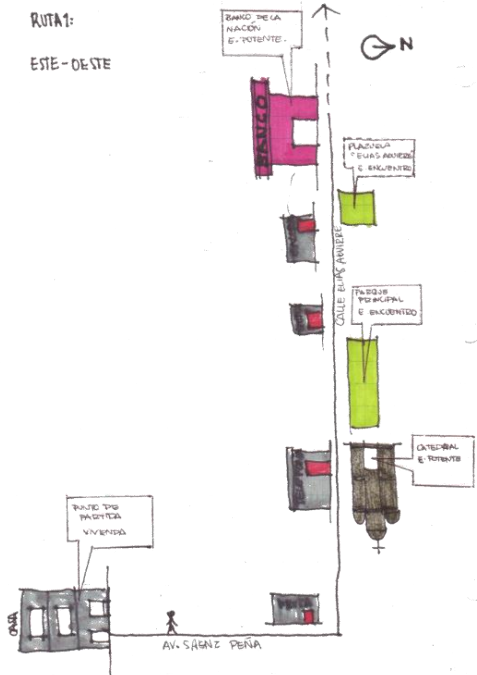 RUTA 1:
ESTE-OESTE
BANCO DE LA
NACIÓN
E-POTENTE.
N
BANCO
PLAZUELA
ELIAS AGUIRRE
E ENCUENTRO
CALLE ELIAS AGUIRRE
PARQUE
PRINCIPAL
E ENCUENTRO
CATEDRAL
E-POTENTE
PUNTO DE
PARTIDA
VIVIENDA
CASA
AV. SAENZ PEÑA